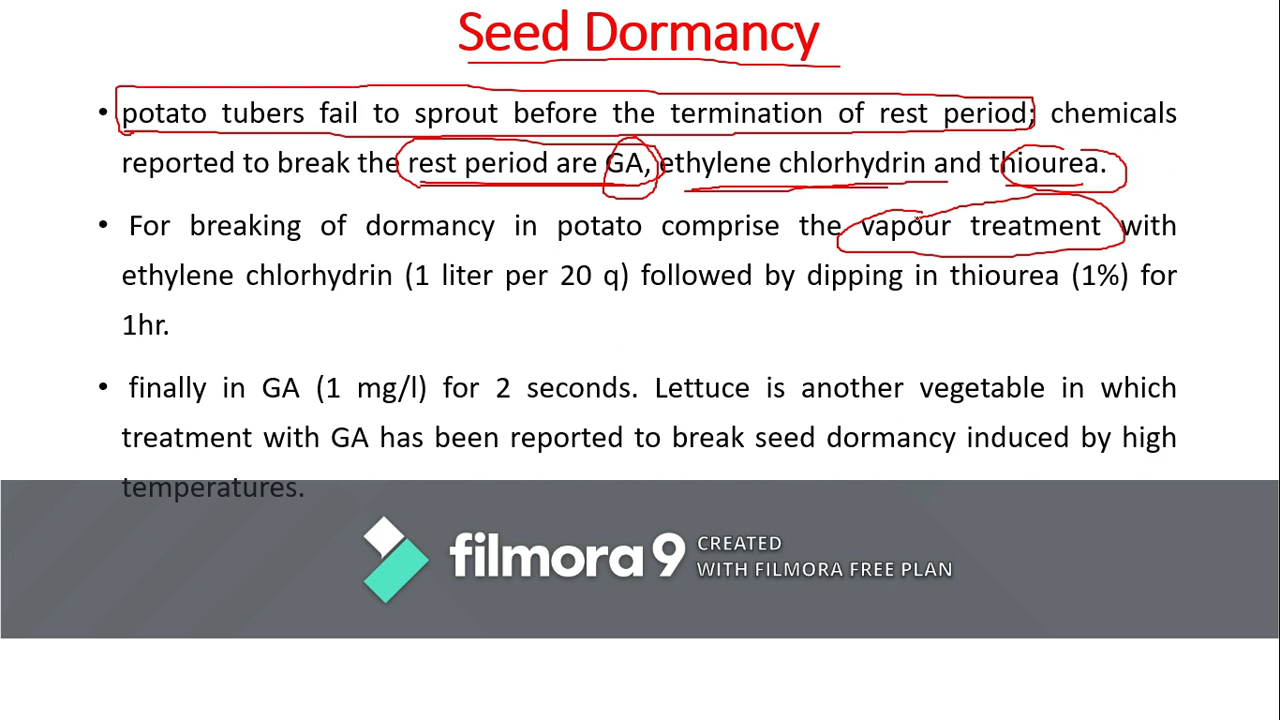 Seed Dormancy
• potato tubers fail to sprout before the termination of rest period; chemicals
reported to break the rest period are GA, ethylene chlorhydrin and thiourea.
• For breaking of dormancy in potato comprise the vapour treatment with
ethylene chlorhydrin (1 liter per 20 q) followed by dipping in thiourea (1%) for
1hr.
• finally in GA (1 mg/l) for 2 seconds. Lettuce is another vegetable in which
treatment with GA has been reported to break seed dormancy induced by high
temperatures.
filmora 9
CREATED
WITH FILMORA FREE PLAN